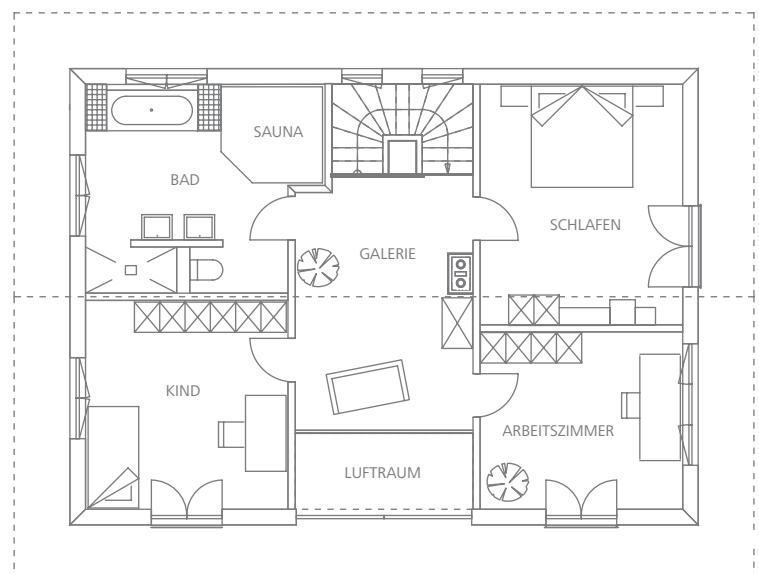 SAUNA
BAD
SCHLAFEN
GALERIE
KIND
ARBEITSZIMMER
LUFTRAUM